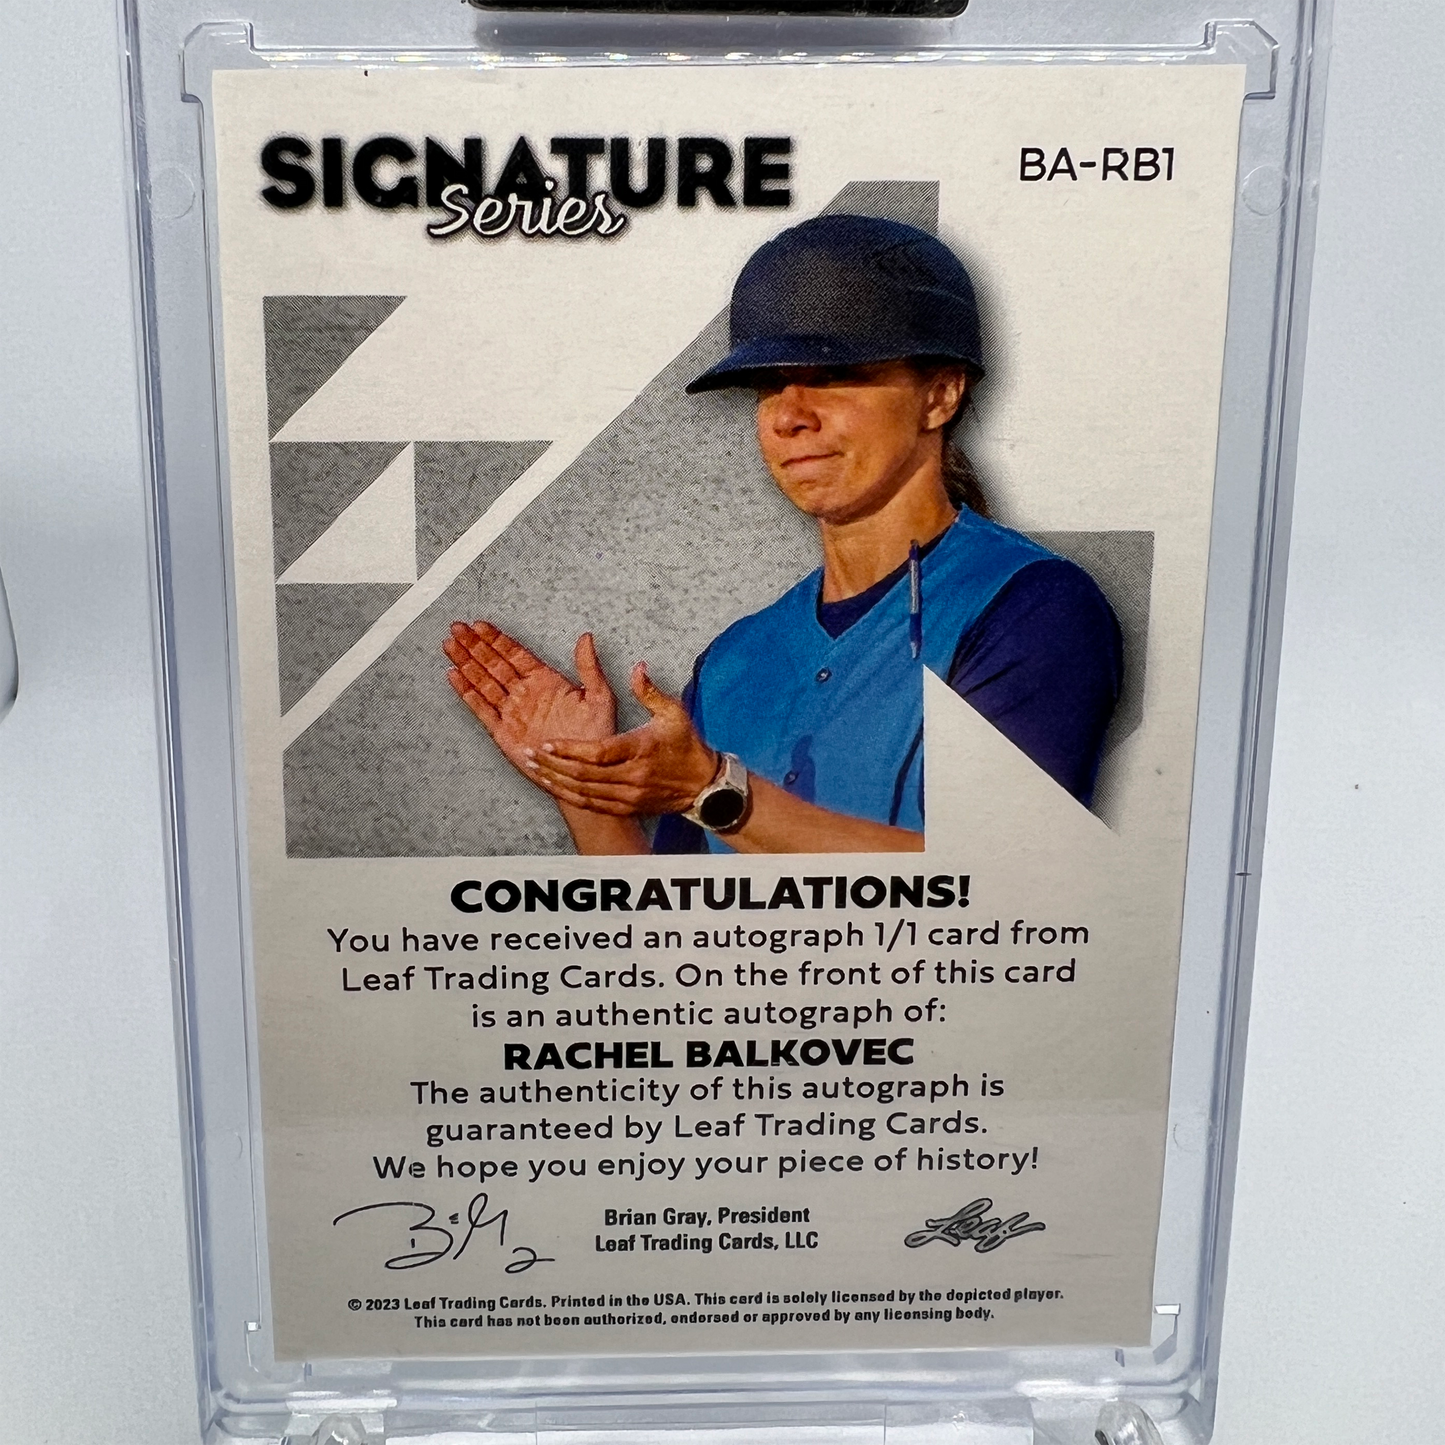 SIGNATURE
Series
BA-RB1
CONGRATULATIONS!
You have received an autograph 1/1 card from
Leaf Trading Cards. On the front of this card
is an authentic autograph of:
RACHEL BALKOVEC
The authenticity of this autograph is
guaranteed by Leaf Trading Cards.
We hope you enjoy your piece of history!
Brian Gray, President
Leaf Trading Cards, LLC
Leaf
© 2023 Leaf Trading Cards. Printed in the USA. This card is solely licensed by the depicted player.
This card has not been authorized, endorsed or approved by any licensing body.